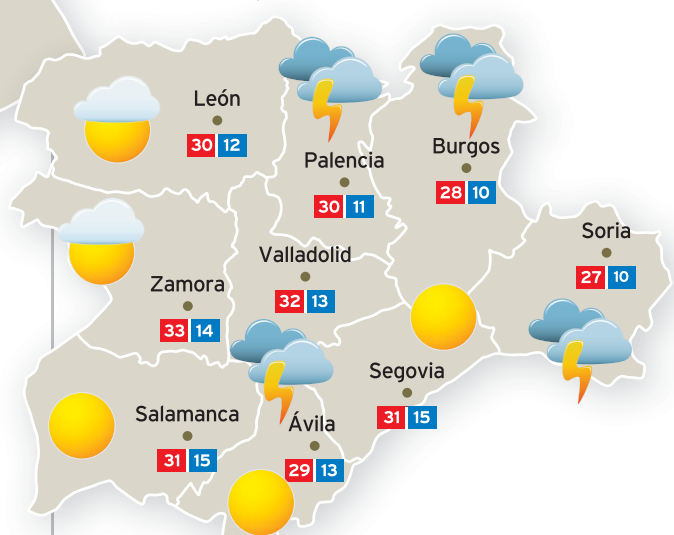 León
30 12
Palencia
30 11
Burgos
28 10
Soria
27 10
Valladolid
32 13
Zamora
33 14
Segovia
31 15
Salamanca
31 15
Ávila
29 13